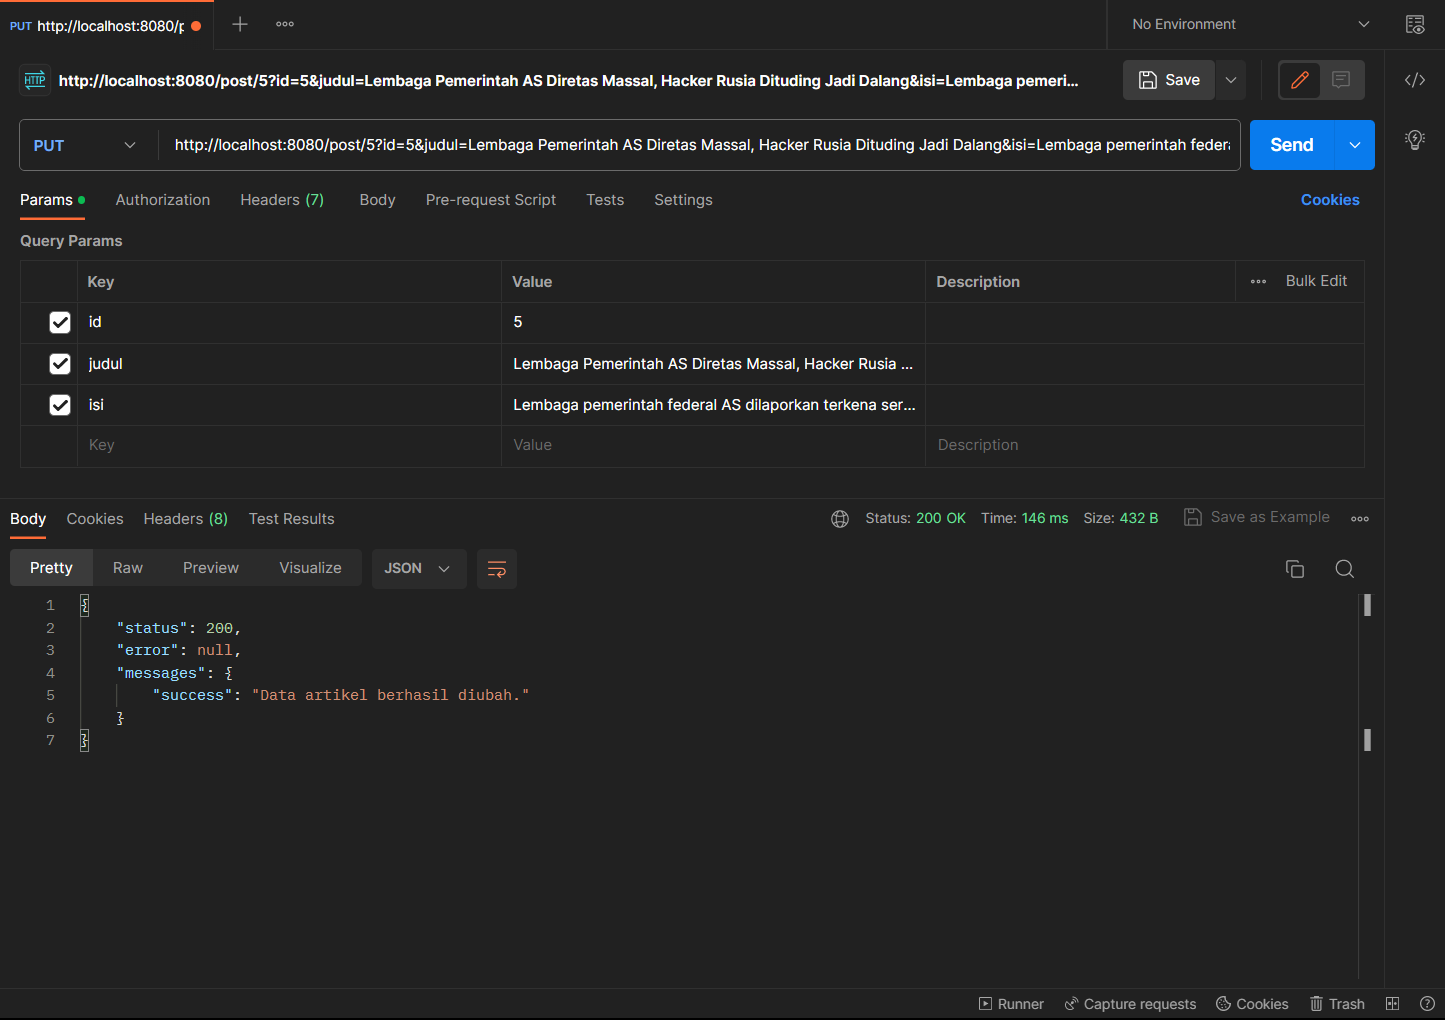 PUT http://localhost:8080/p
No Environment
HTTP http://localhost:8080/post/5?id=5&judul=Lembaga Pemerintah AS Diretas Massal, Hacker Rusia Dituding Jadi Dalang&isi=Lembaga pemeri...
Save
PUT http://localhost:8080/post/5?id=5&judul=Lembaga Pemerintah AS Diretas Massal, Hacker Rusia Dituding Jadi Dalang&isi=Lembaga pemerintah federa
Send
Params Authorization Headers (7) Body Pre-request Script Tests Settings Cookies
Query Params
Key Value Description Bulk Edit
id 5
judul Lembaga Pemerintah AS Diretas Massal, Hacker Rusia ...
isi Lembaga pemerintah federal AS dilaporkan terkena ser...
Key Value Description
Body Cookies Headers (8) Test Results Status: 200 OK Time: 146 ms Size: 432 B Save as Example
Pretty Raw Preview Visualize JSON
1 {
2 "status": 200,
3 "error": null,
4 "messages": {
5 "success": "Data artikel berhasil diubah."
6 }
7 }
Runner Capture requests Cookies Trash